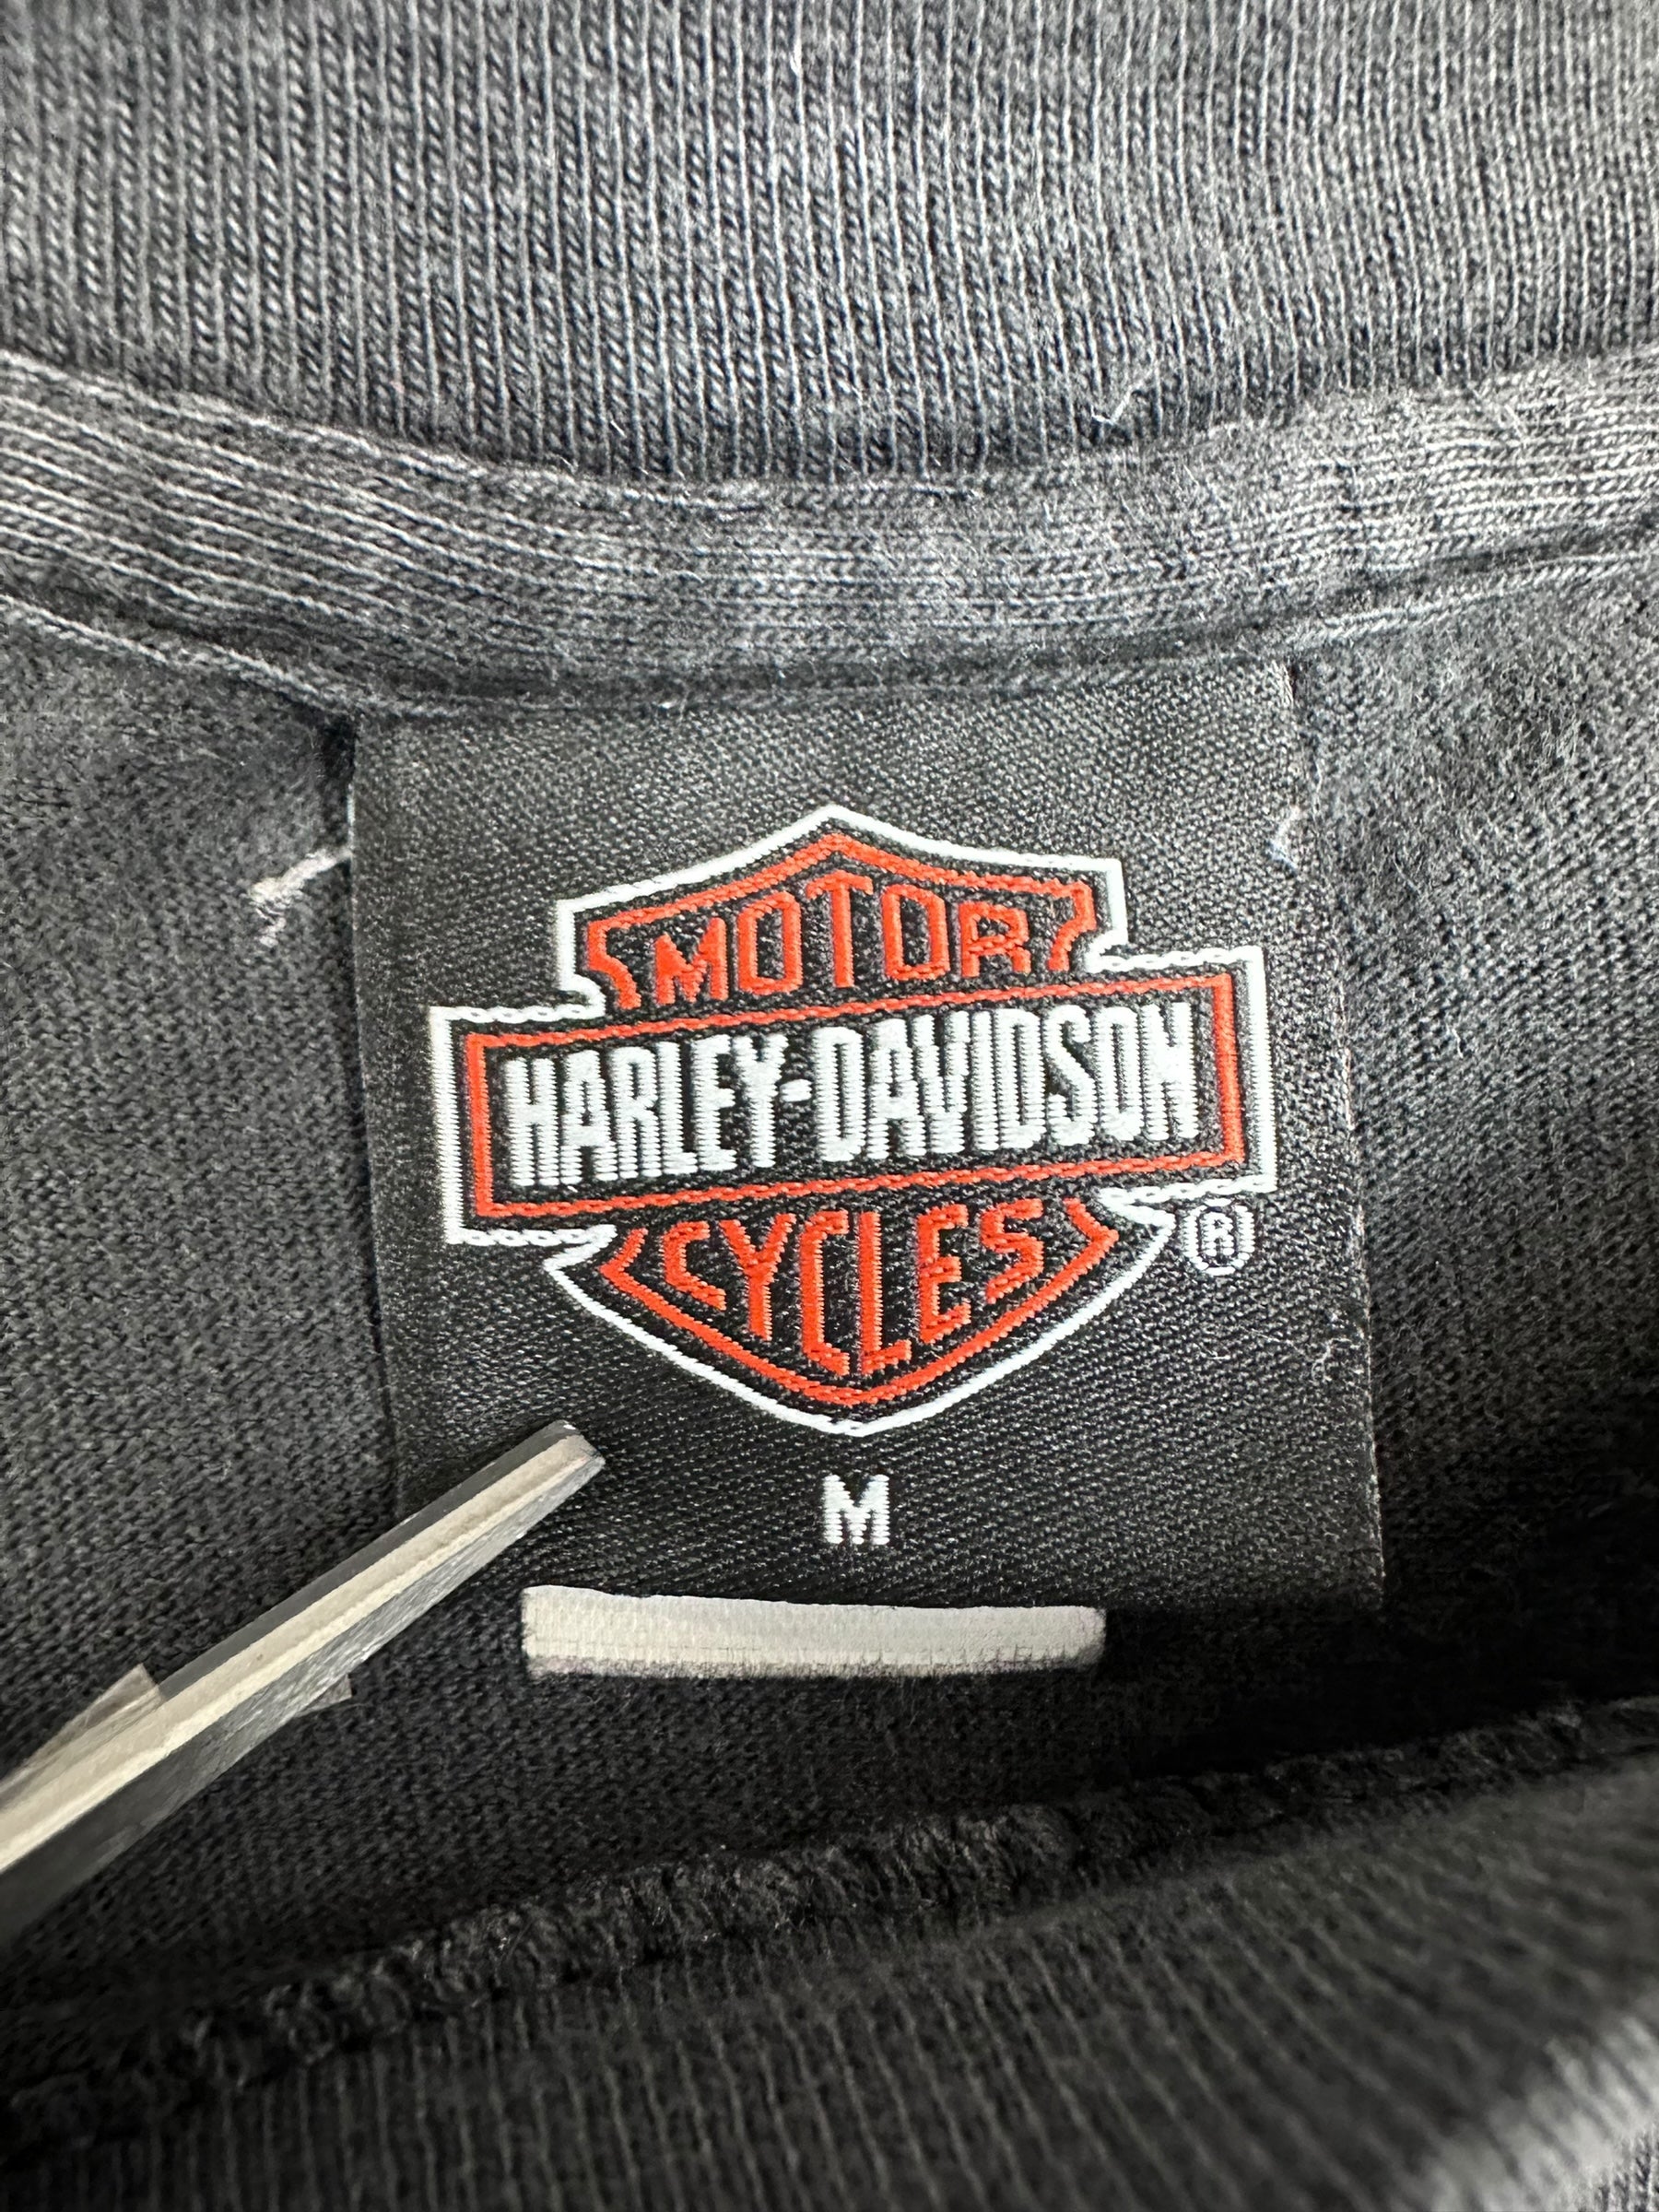 MOTOR
HARLEY-DAVIDSON
CYCLES
®
M